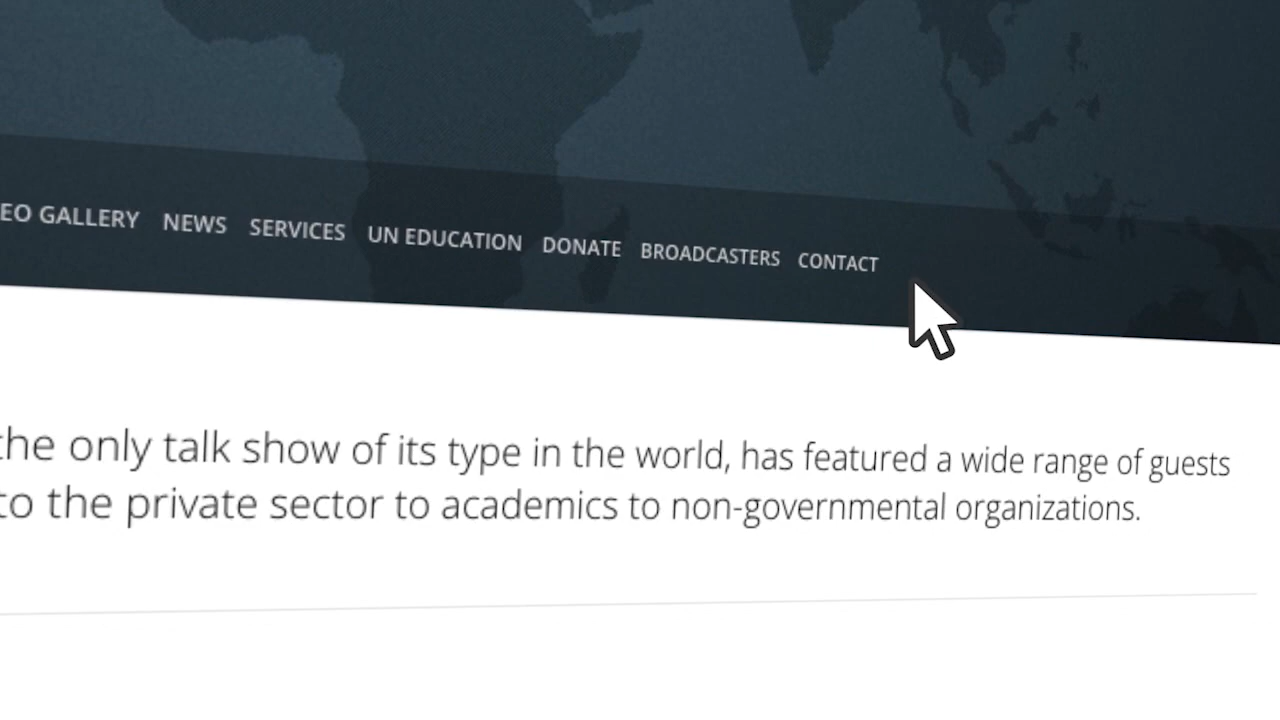 EO GALLERY NEWS SERVICES UN EDUCATION DONATE BROADCASTERS CONTACT
the only talk show of its type in the world, has featured a wide range of guests
to the private sector to academics to non-governmental organizations.